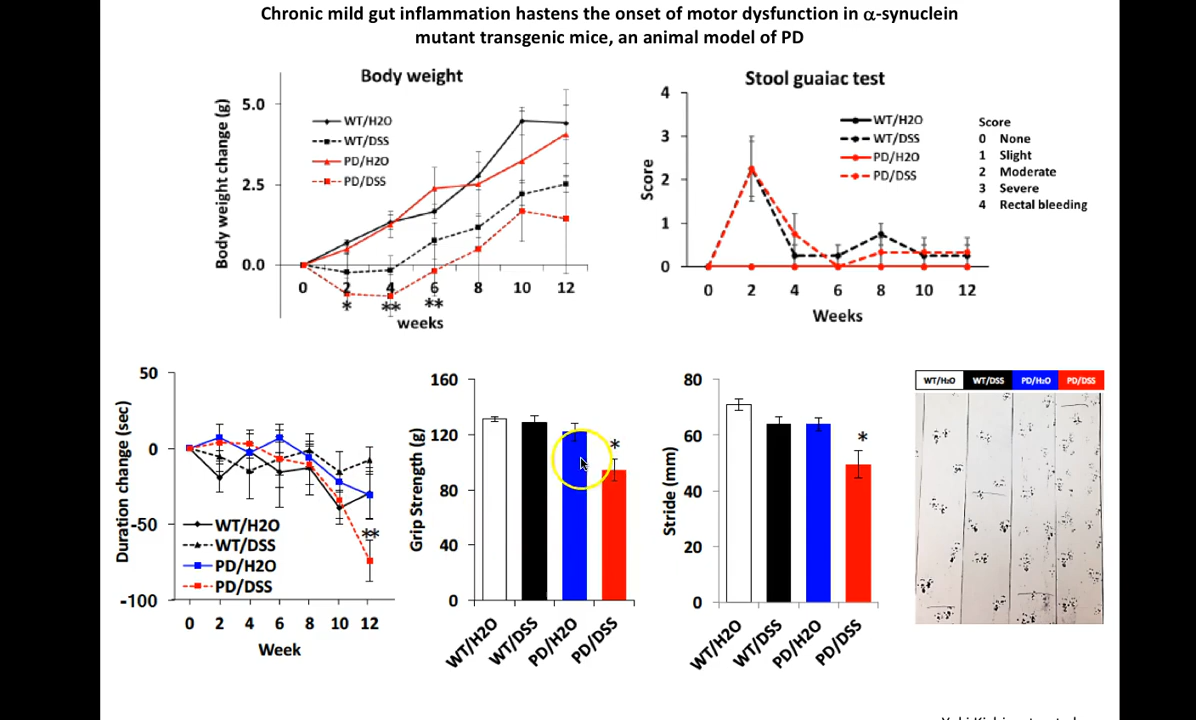 Chronic mild gut inflammation hastens the onset of motor dysfunction in α-synuclein
mutant transgenic mice, an animal model of PD
Body weight
Body weight change (g)
5.0
2.5
0.0
WT/H2O
WT/DSS
PD/H2O
PD/DSS
0 2 4 6 8 10 12
* ** **
weeks
Stool guaiac test
Score
4
3
2
1
0
WT/H2O
WT/DSS
PD/H2O
PD/DSS
Score
0 None
1 Slight
2 Moderate
3 Severe
4 Rectal bleeding
0 2 4 6 8 10 12
Weeks
Duration change (sec)
50
0
-50
-100
**
WT/H2O
WT/DSS
PD/H2O
PD/DSS
0 2 4 6 8 10 12
Week
Grip Strength (g)
160
120
80
40
0
*
WT/H2O
WT/DSS
PD/H2O
PD/DSS
Stride (mm)
80
60
40
20
0
*
WT/H2O
WT/DSS
PD/H2O
PD/DSS
WT/H2O WT/DSS PD/H2O PD/DSS